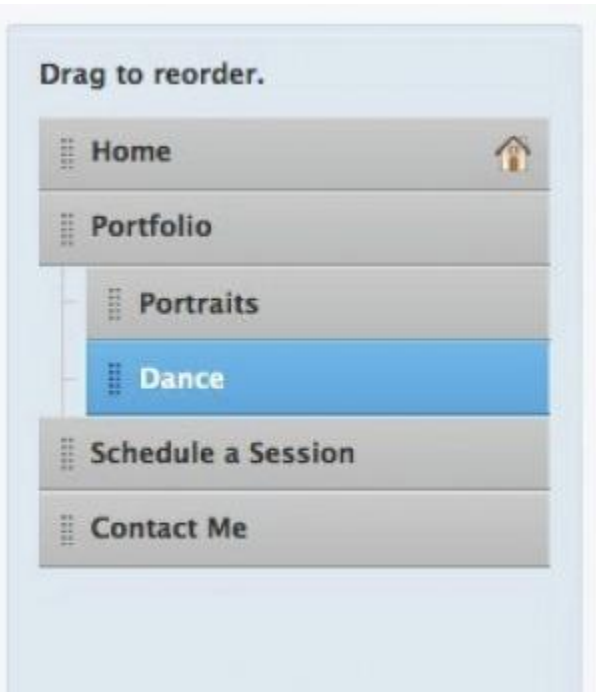 Drag to reorder.
Home
Portfolio
Portraits
Dance
Schedule a Session
Contact Me